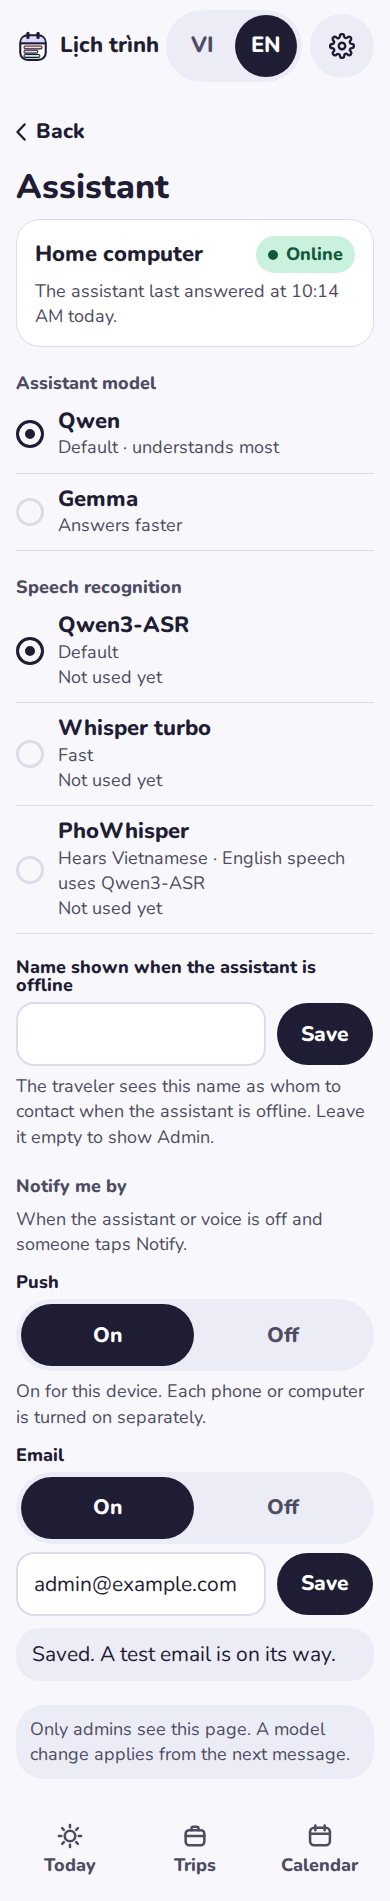 Lịch trình
VI
EN
Back
Assistant
Home computer
Online
The assistant last answered at 10:14
AM today.
Assistant model
Qwen
Default · understands most
Gemma
Answers faster
Speech recognition
Qwen3-ASR
Default
Not used yet
Whisper turbo
Fast
Not used yet
PhoWhisper
Hears Vietnamese · English speech
uses Qwen3-ASR
Not used yet
Name shown when the assistant is
offline
Save
The traveler sees this name as whom to
contact when the assistant is offline. Leave
it empty to show Admin.
Notify me by
When the assistant or voice is off and
someone taps Notify.
Push
On
Off
On for this device. Each phone or computer
is turned on separately.
Email
On
Off
admin@example.com
Save
Saved. A test email is on its way.
Only admins see this page. A model
change applies from the next message.
Today
Trips
Calendar